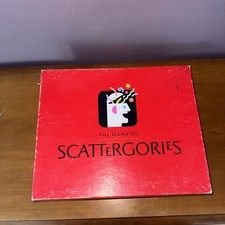 THE GAME OF
SCATTERGORIES